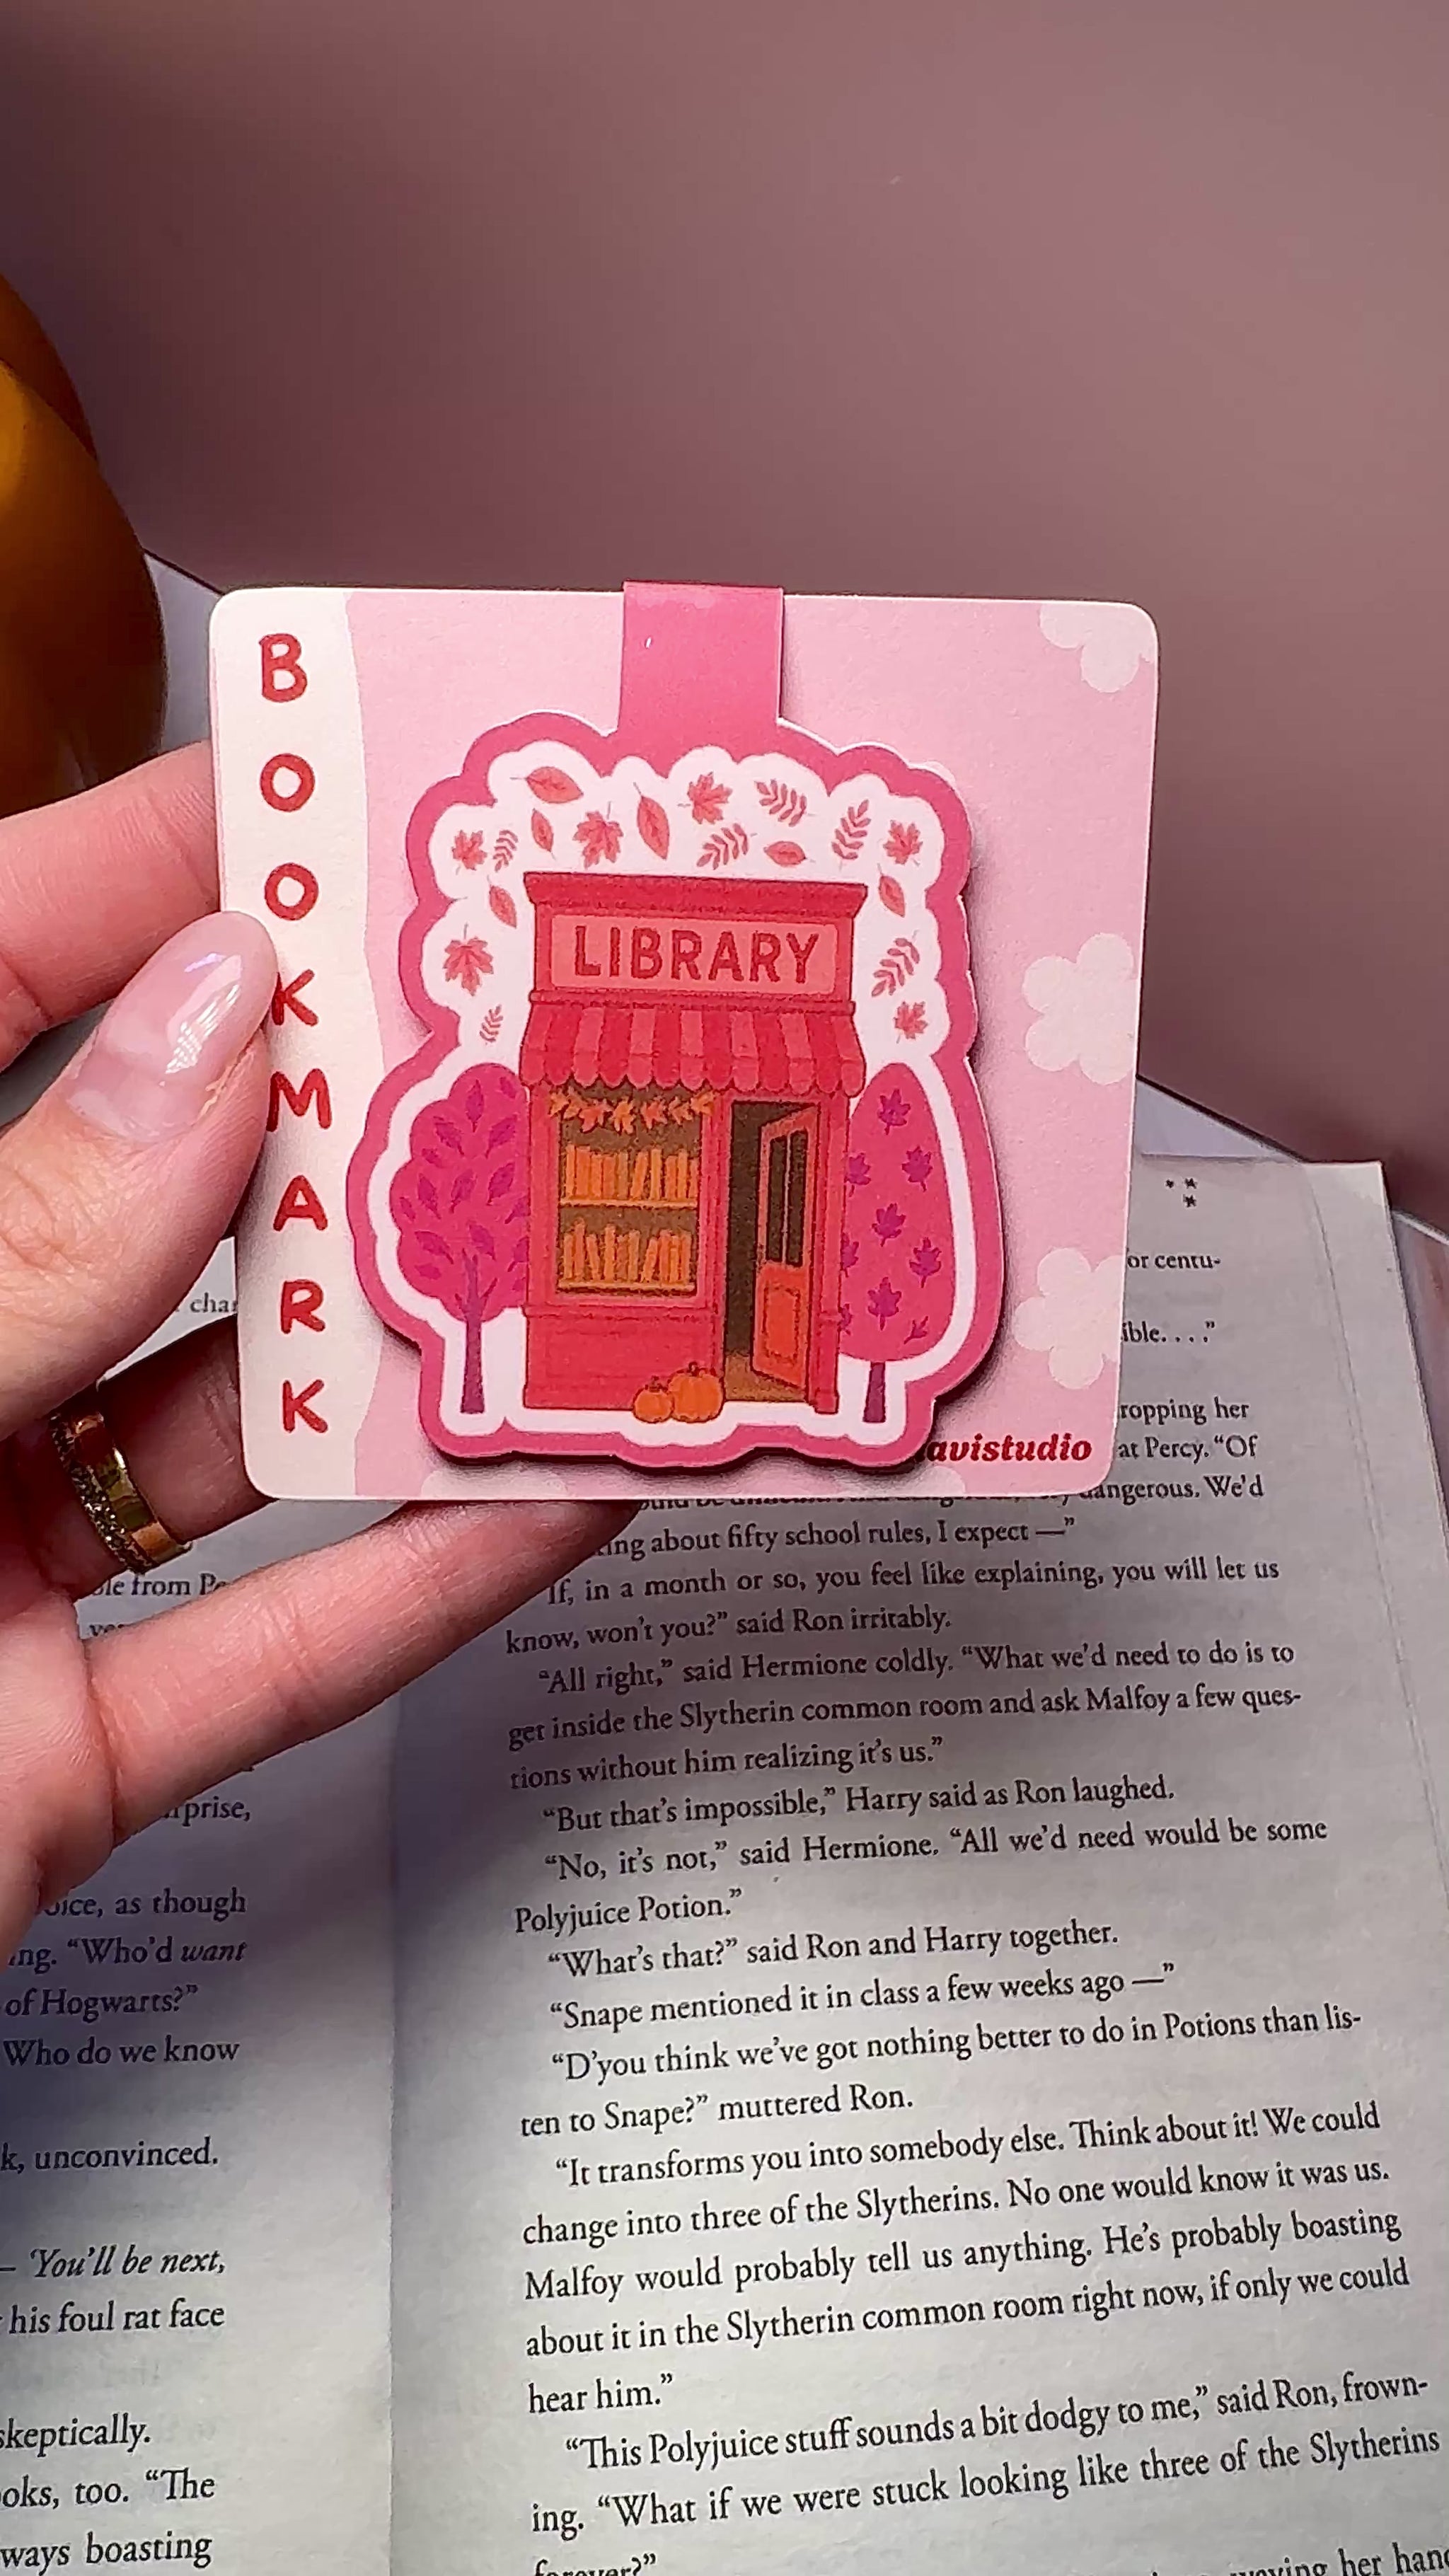 BOOKMARK
LIBRARY
avistudio
or centu-
ible. . . ."
ropping her
at Percy. "Of
dangerous. We'd
ing about fifty school rules, I expect —"
If, in a month or so, you feel like explaining, you will let us
know, won't you?" said Ron irritably.
"All right," said Hermione coldly. "What we'd need to do is to
get inside the Slytherin common room and ask Malfoy a few ques-
tions without him realizing it's us."
"But that's impossible," Harry said as Ron laughed.
"No, it's not," said Hermione. "All we'd need would be some
Polyjuice Potion."
"What's that?" said Ron and Harry together.
"Snape mentioned it in class a few weeks ago —"
"D'you think we've got nothing better to do in Potions than lis-
ten to Snape?" muttered Ron.
"It transforms you into somebody else. Think about it! We could
change into three of the Slytherins. No one would know it was us.
Malfoy would probably tell us anything. He's probably boasting
about it in the Slytherin common room right now, if only we could
hear him."
"This Polyjuice stuff sounds a bit dodgy to me," said Ron, frown-
ing. "What if we were stuck looking like three of the Slytherins
forever?"
her hand
char
from
prise,
oice, as though
ing. "Who'd want
of Hogwarts?"
Who do we know
k, unconvinced.
— 'You'll be next,
his foul rat face
skeptically.
oks, too. "The
ways boasting